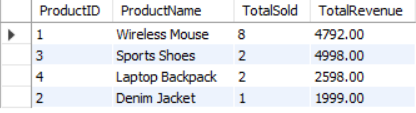 ProductID ProductName TotalSold TotalRevenue
1 Wireless Mouse 8 4792.00
3 Sports Shoes 2 4998.00
4 Laptop Backpack 2 2598.00
2 Denim Jacket 1 1999.00